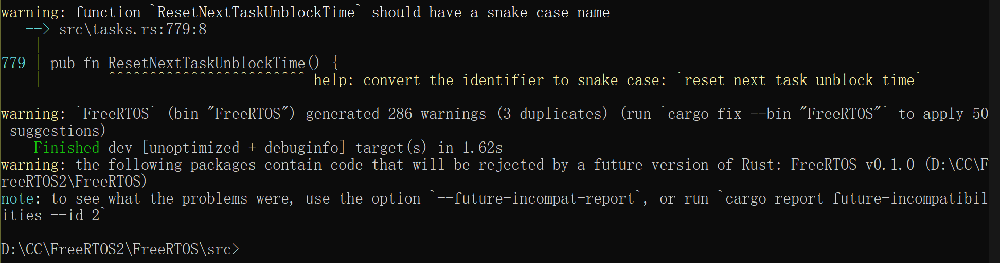 warning: function `ResetNextTaskUnblockTime` should have a snake case name
   --> src\tasks.rs:779:8
    |
779 | pub fn ResetNextTaskUnblockTime() {
    |        ^^^^^^^^^^^^^^^^^^^^^^^^ help: convert the identifier to snake case: `reset_next_task_unblock_time`

warning: `FreeRTOS` (bin "FreeRTOS") generated 286 warnings (3 duplicates) (run `cargo fix --bin "FreeRTOS"` to apply 50
 suggestions)
    Finished dev [unoptimized + debuginfo] target(s) in 1.62s
warning: the following packages contain code that will be rejected by a future version of Rust: FreeRTOS v0.1.0 (D:\CC\F
reeRTOS2\FreeRTOS)
note: to see what the problems were, use the option `--future-incompat-report`, or run `cargo report future-incompatibil
ities --id 2`

D:\CC\FreeRTOS2\FreeRTOS\src>